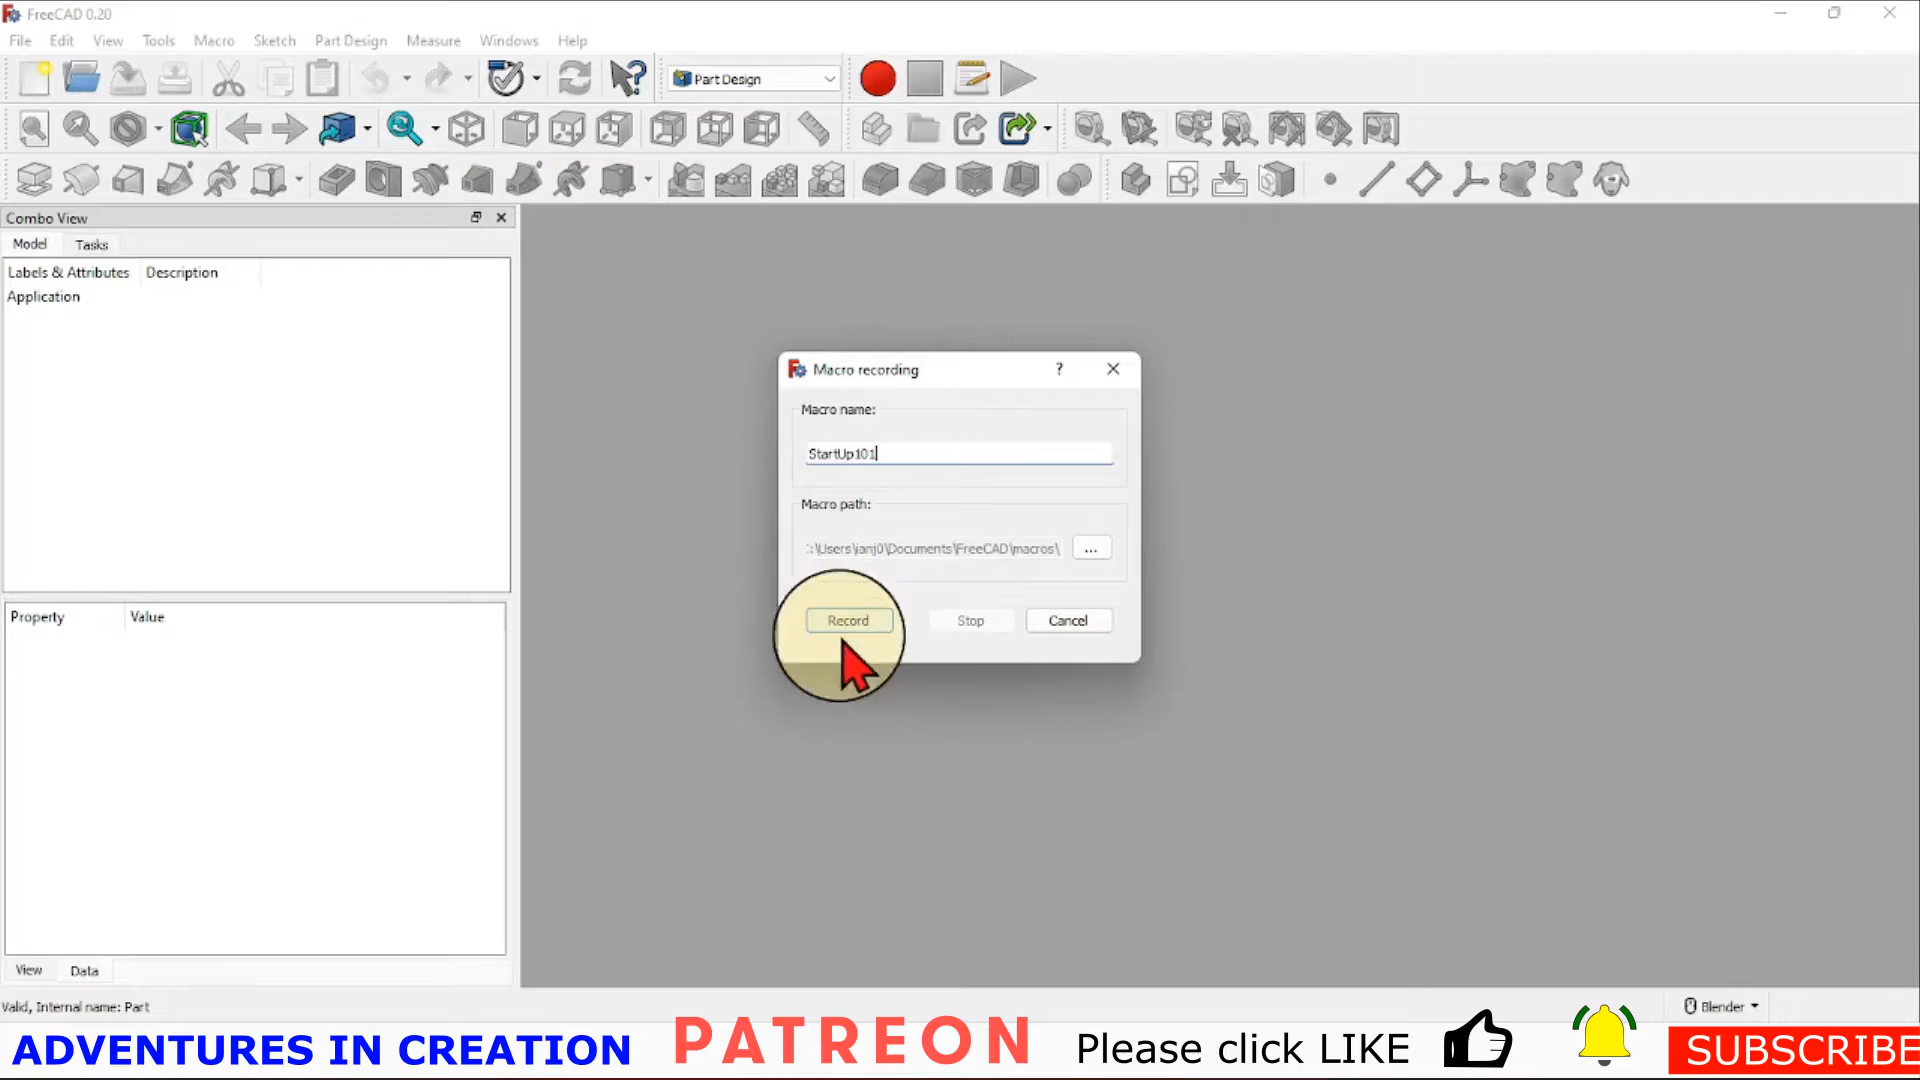 FreeCAD 0.20
File Edit View Tools Macro Sketch Part Design Measure Windows Help
Part Design
Combo View
Model Tasks
Labels & Attributes Description
Application
Macro recording ?
Macro name:
StartUp101
Macro path:
:\Users\ianj0\Documents\FreeCAD\macros\ ...
Record Stop Cancel
Property Value
View Data
Valid, Internal name: Part
Blender
ADVENTURES IN CREATION PATREON Please click LIKE SUBSCRIBE